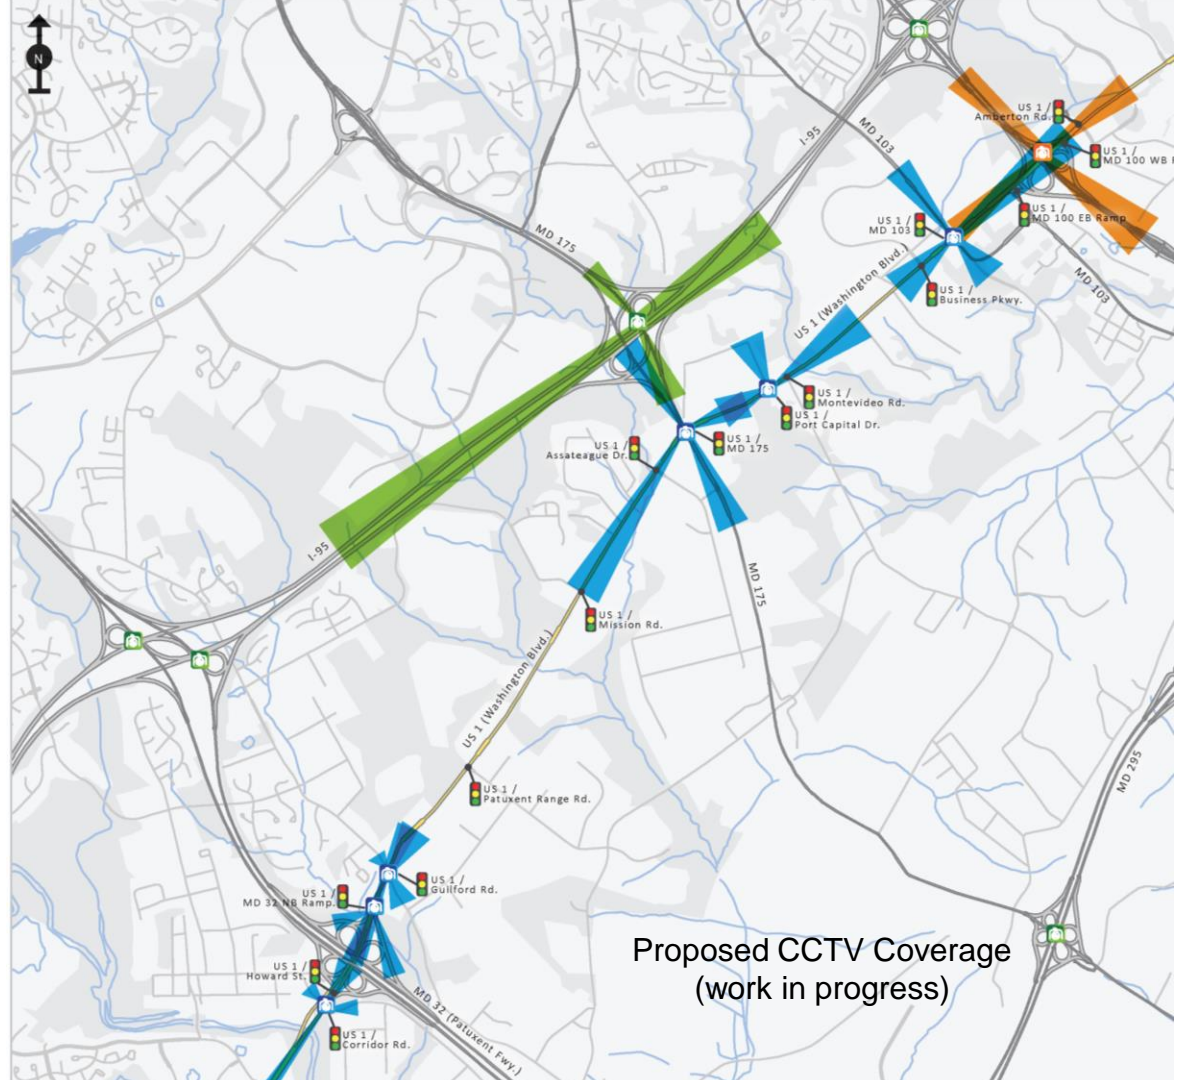 N
US 1 /
Amberton Rd.
I-95
MD 103
US 1 /
MD 100 WB
US 1 /
MD 103
US 1 /
MD 100 EB Ramp
MD 175
US 1 (Washington Blvd.)
US 1 /
Business Pkwy.
MD 103
US 1 /
Montevideo Rd.
US 1 /
Port Capital Dr.
US 1 /
Assateague Dr.
US 1 /
MD 175
I-95
MD 175
US 1 /
Mission Rd.
US 1 (Washington Blvd.)
MD 295
US 1 /
Patuxent Range Rd.
US 1 /
Guilford Rd.
US 1 /
MD 32 NB Ramp
Proposed CCTV Coverage
(work in progress)
US 1 /
Howard St.
MD 32 (Patuxent Fwy.)
US 1 /
Corridor Rd.